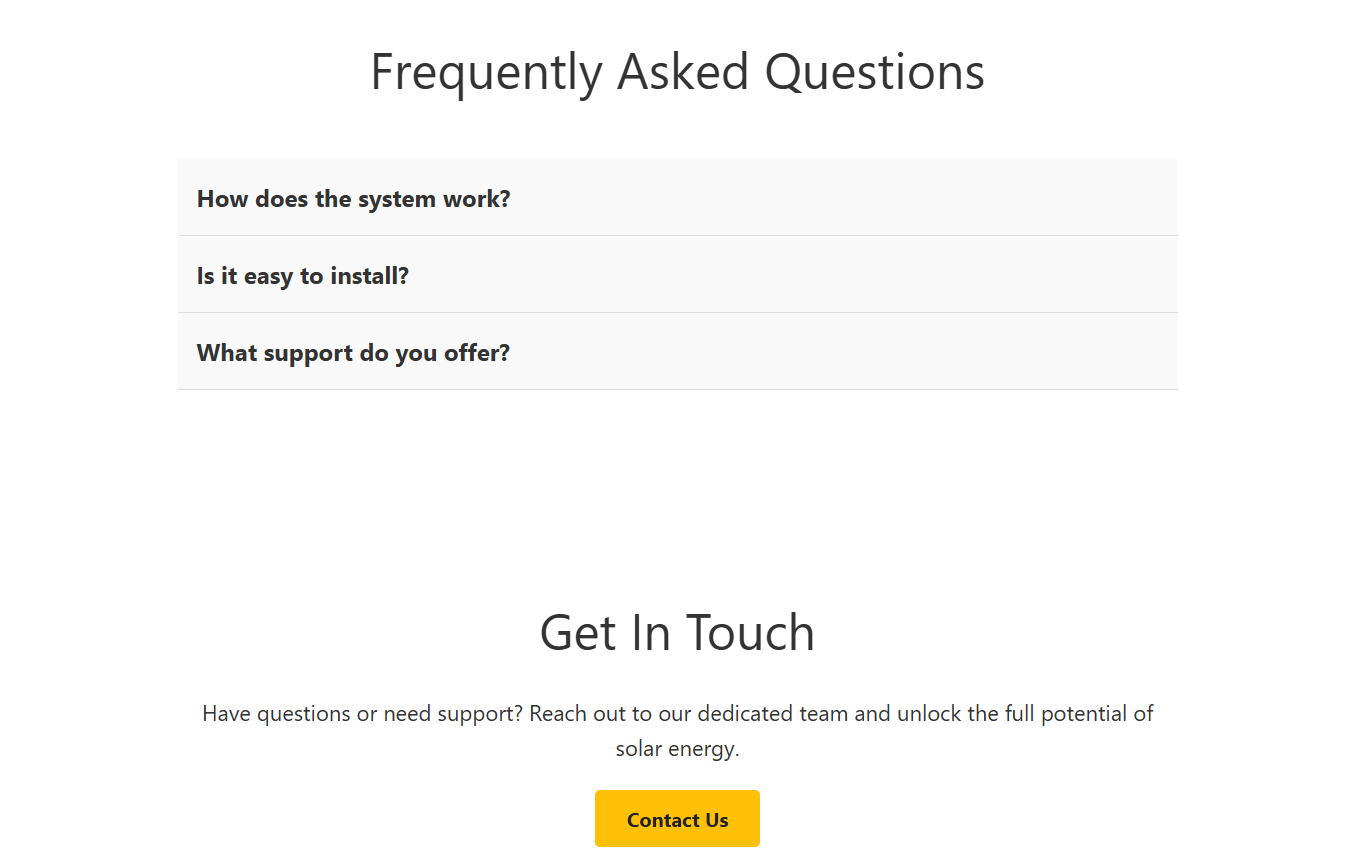 Frequently Asked Questions
How does the system work?
Is it easy to install?
What support do you offer?
Get In Touch
Have questions or need support? Reach out to our dedicated team and unlock the full potential of
solar energy.
Contact Us